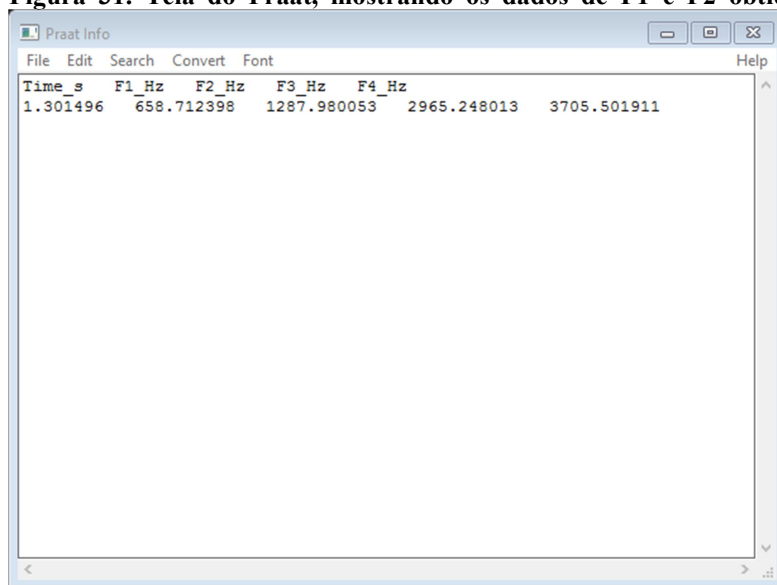 Figura 31: Tela do Praat, mostrando os dados de F1 e F2 obtid
Praat Info
File Edit Search Convert Font Help
Time_s F1_Hz F2_Hz F3_Hz F4_Hz
1.301496 658.712398 1287.980053 2965.248013 3705.501911